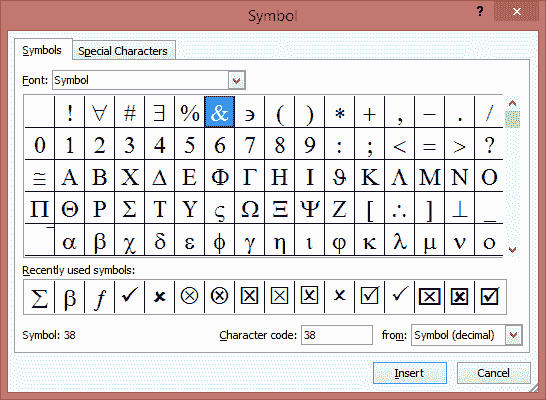 Symbol
?
Symbols Special Characters
Font: Symbol
! ∀ # ∃ % & ϶ ( ) ∗ + , − . /
0 1 2 3 4 5 6 7 8 9 : ; < = > ?
≅ Α Β Χ Δ Ε Φ Γ Η Ι ϑ Κ Λ Μ Ν Ο
Π Θ Ρ Σ Τ Υ ς Ω Ξ Ψ Ζ [ ∴ ] ⊥ _
‾ α β χ δ ε φ γ η ι φ κ λ μ ν ο
Recently used symbols:
Σ β ƒ ✓ × ⊗ ⊗ ☒ ☒ ☒ × ☑ ✓ ☒ ☒ ☑
Symbol: 38 Character code: 38 from: Symbol (decimal)
Insert Cancel